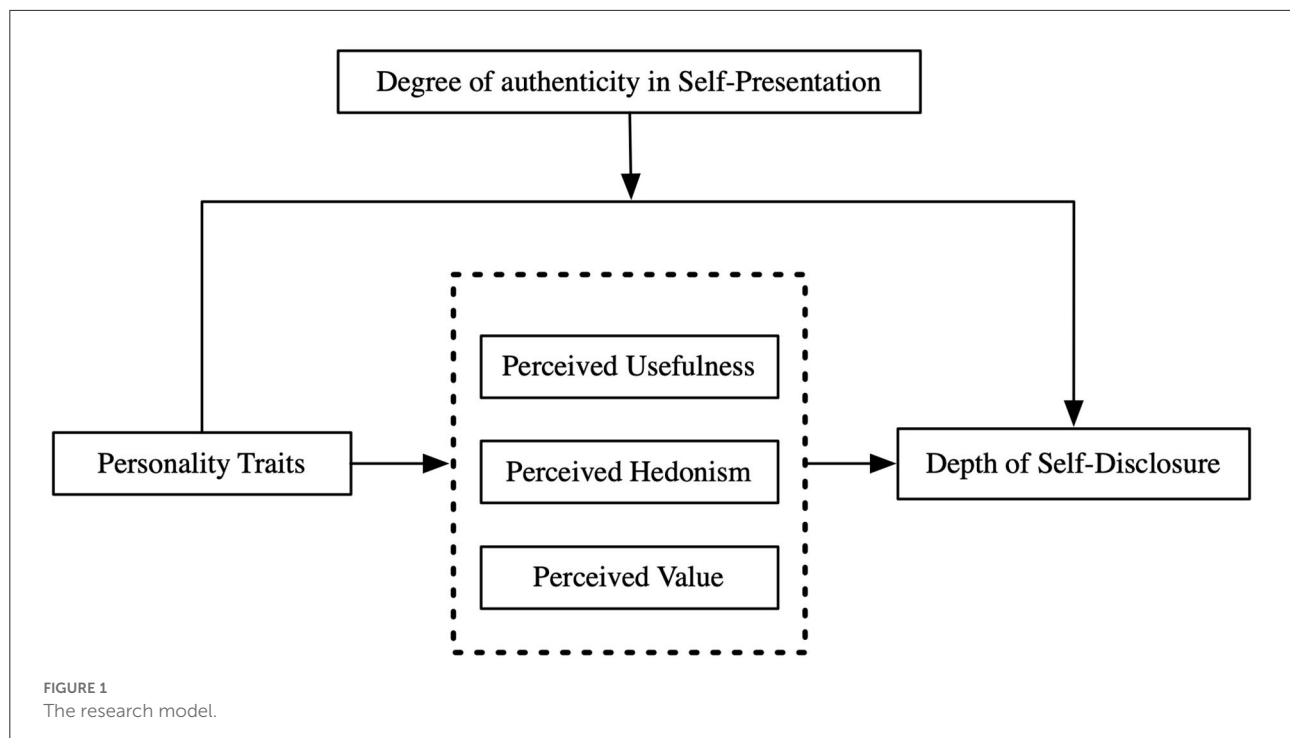 Degree of authenticity in Self-Presentation
Perceived Usefulness
Personality Traits
Perceived Hedonism
Depth of Self-Disclosure
Perceived Value
FIGURE 1
The research model.